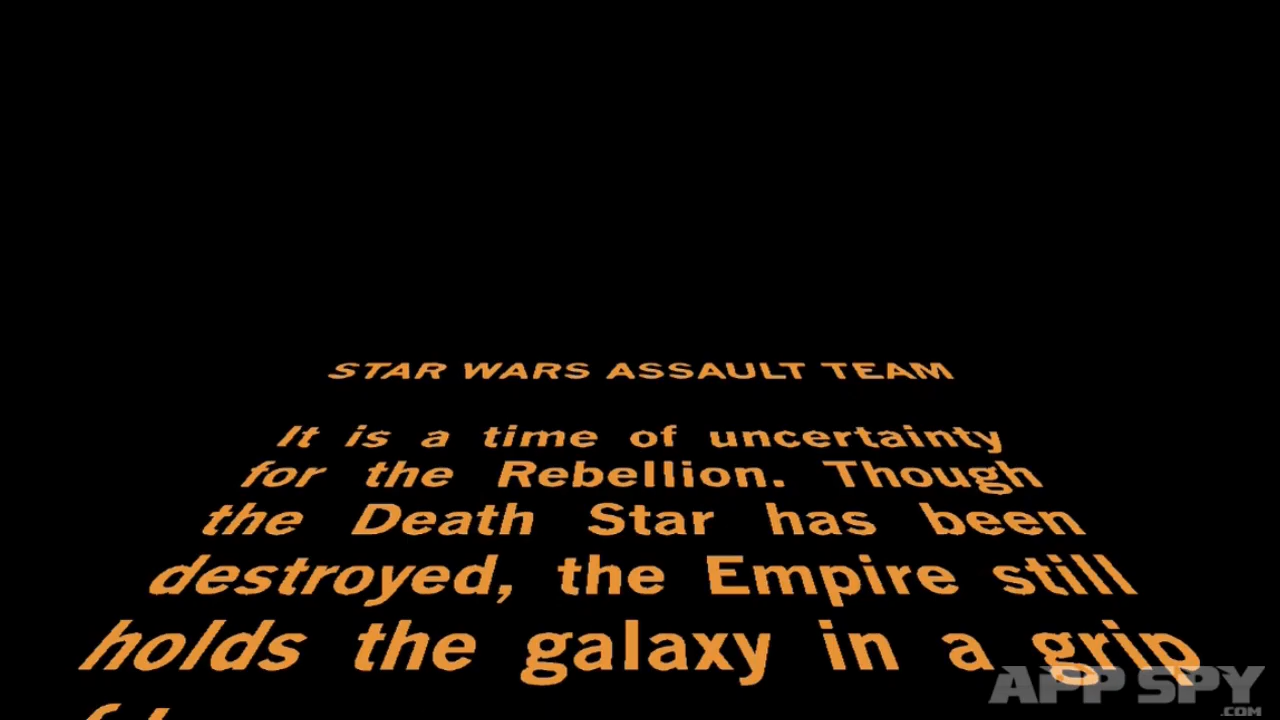 STAR WARS ASSAULT TEAM
It is a time of uncertainty
for the Rebellion. Though
the Death Star has been
destroyed, the Empire still
holds the galaxy in a grip
APP SPY
.COM